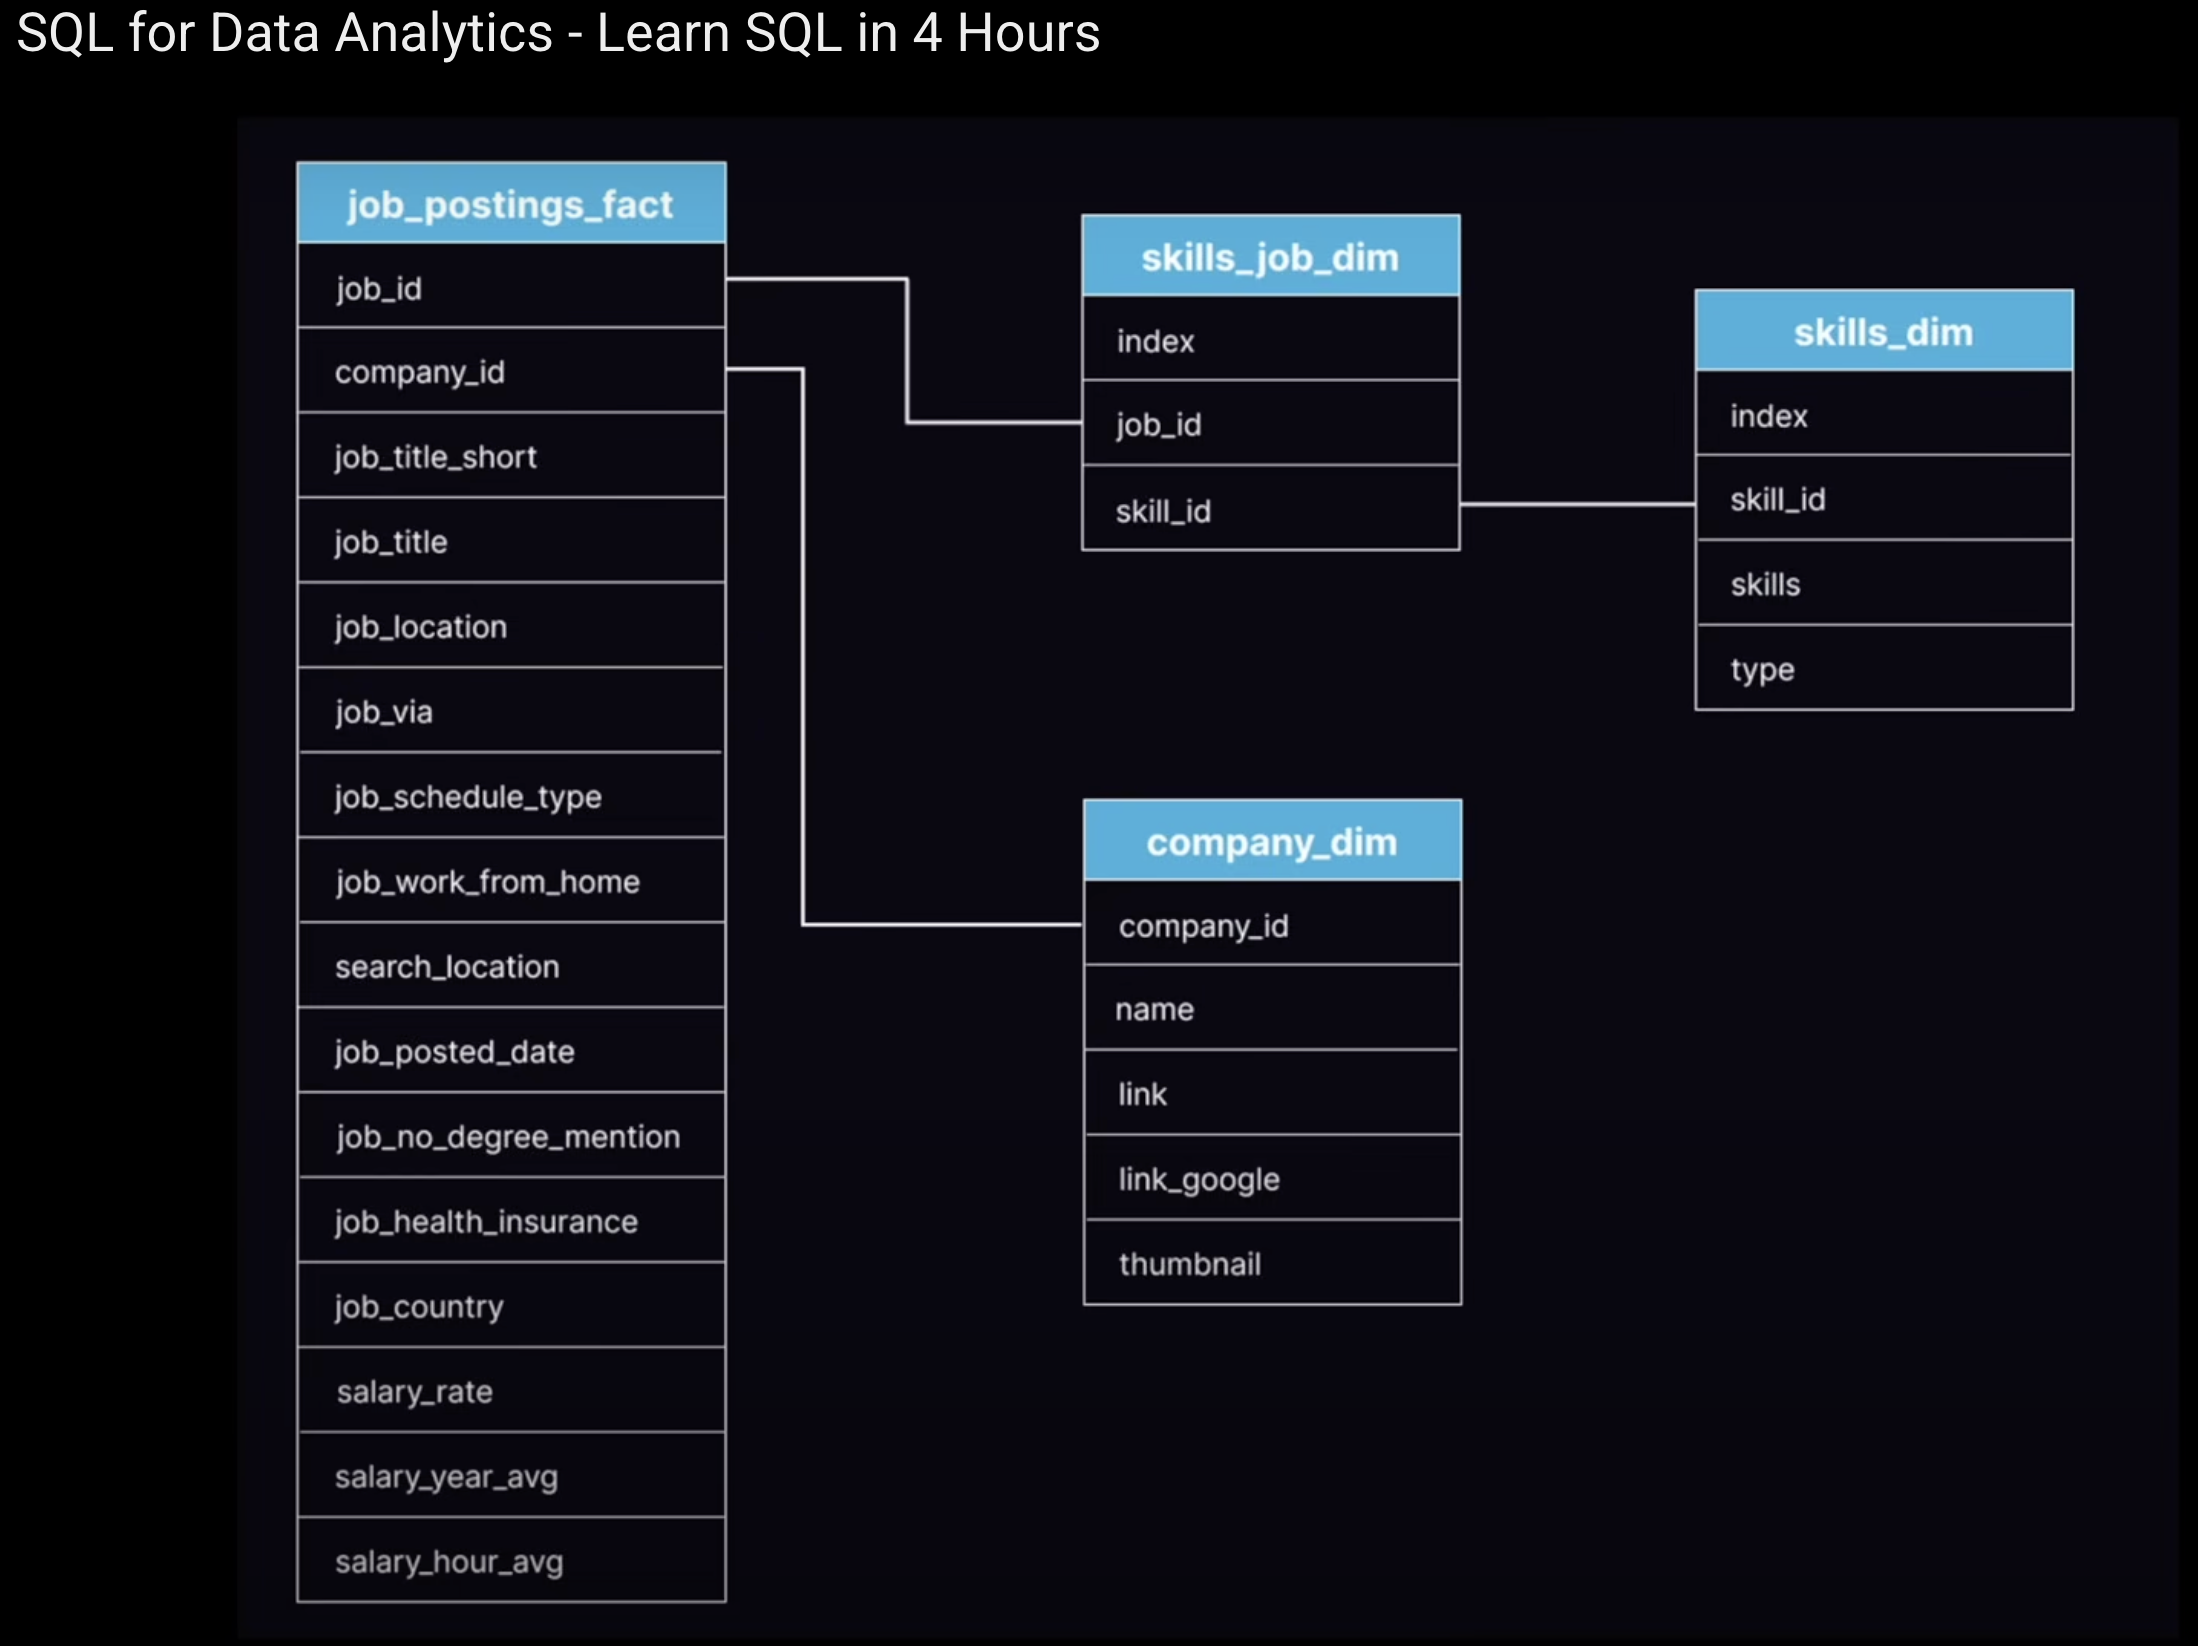 SQL for Data Analytics - Learn SQL in 4 Hours
job_postings_fact
job_id
company_id
job_title_short
job_title
job_location
job_via
job_schedule_type
job_work_from_home
search_location
job_posted_date
job_no_degree_mention
job_health_insurance
job_country
salary_rate
salary_year_avg
salary_hour_avg
skills_job_dim
index
job_id
skill_id
skills_dim
index
skill_id
skills
type
company_dim
company_id
name
link
link_google
thumbnail